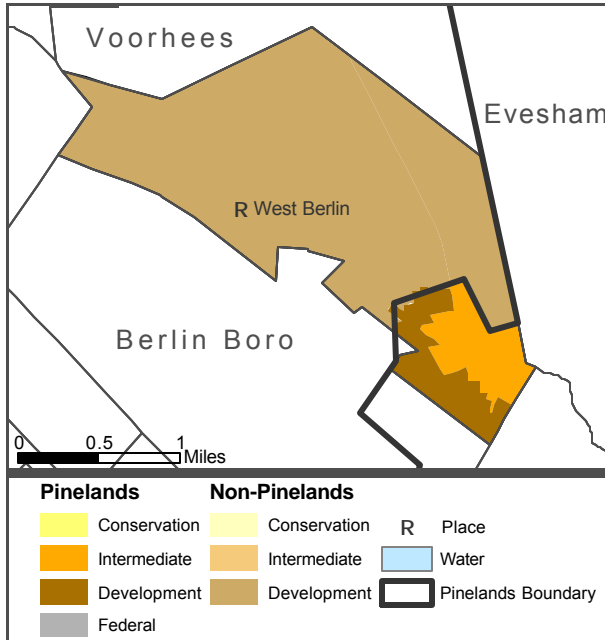 Voorhees
Evesham
R West Berlin
Berlin Boro
0 0.5 1
Miles
Pinelands Non-Pinelands
Conservation Conservation R Place
Intermediate Intermediate Water
Development Development Pinelands Boundary
Federal